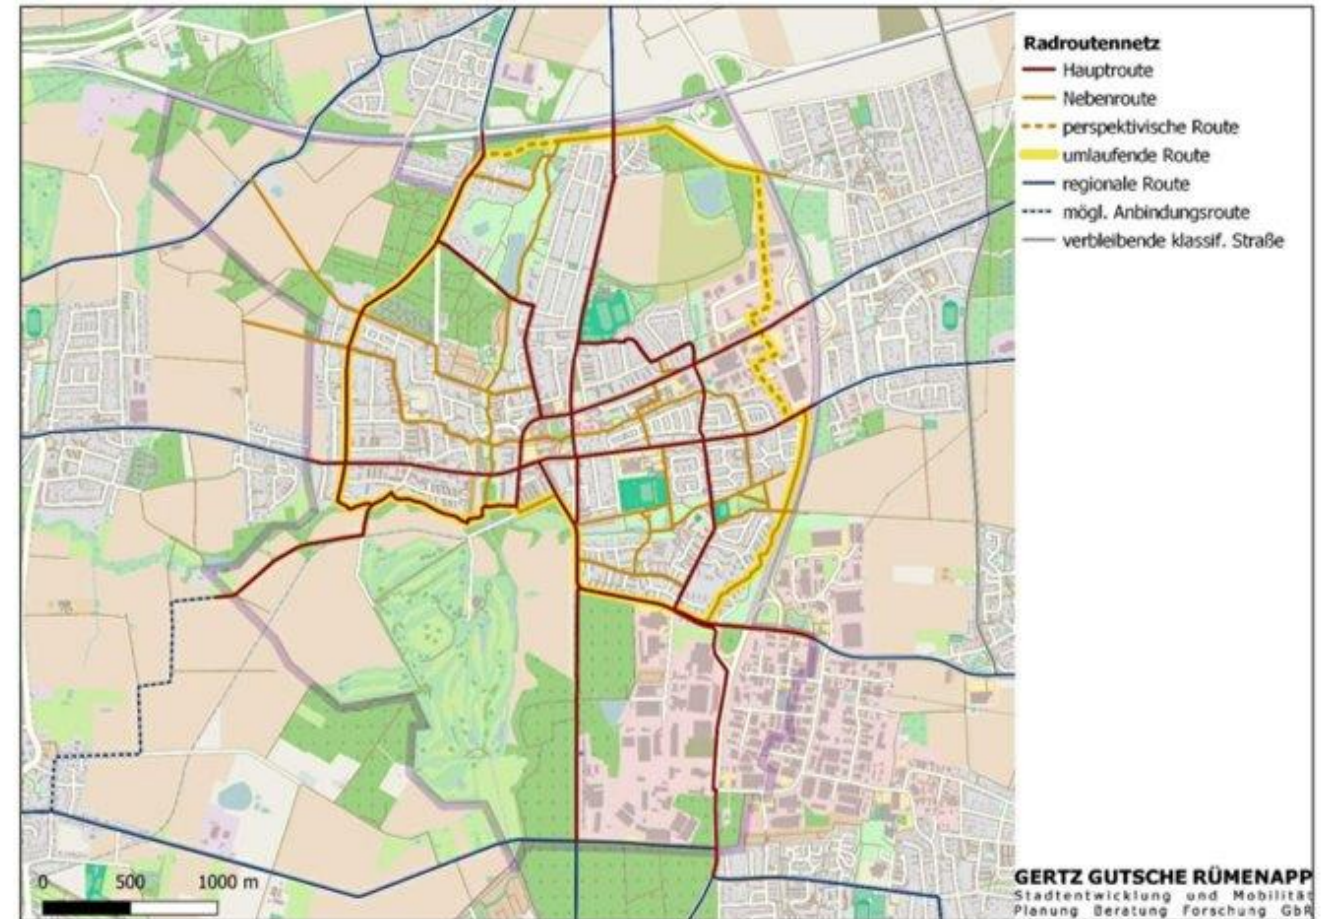 Radroutennetz
Hauptroute
Nebenroute
perspektivische Route
umlaufende Route
regionale Route
mögl. Anbindungsroute
verbleibende klassif. Straße
0 500 1000 m
GERTZ GUTSCHE RÜMENAPP
Stadtentwicklung und Mobilität
Planung Beratung Forschung GbR